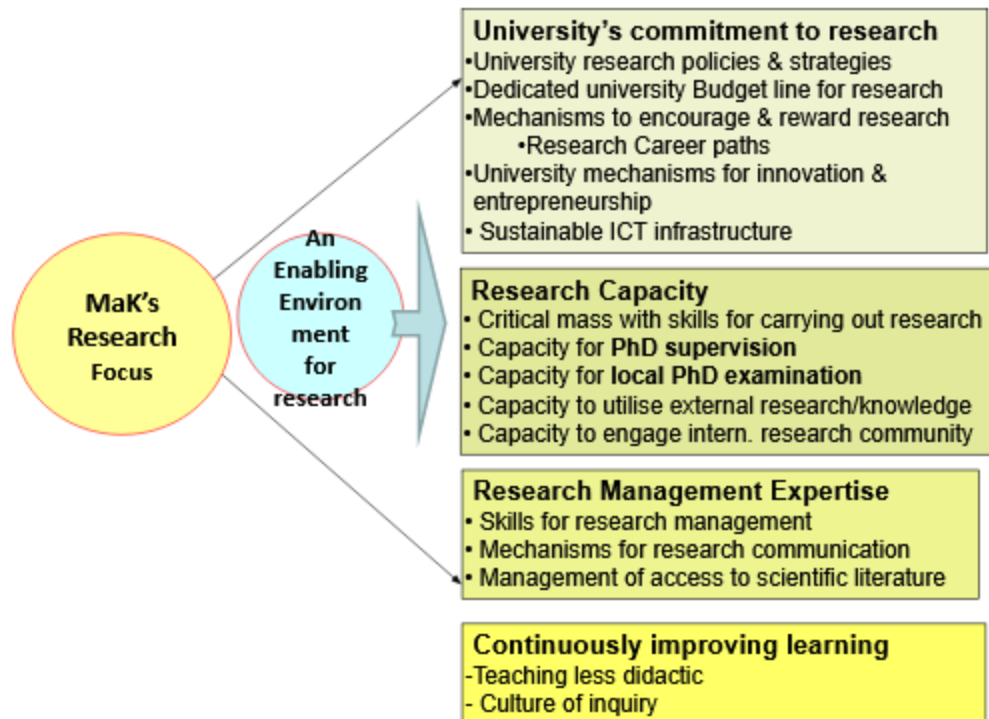 MaK's
Research
Focus
An
Enabling
Environ
ment
for
research
University's commitment to research
•University research policies & strategies
•Dedicated university Budget line for research
•Mechanisms to encourage & reward research
•Research Career paths
•University mechanisms for innovation &
entrepreneurship
• Sustainable ICT infrastructure
Research Capacity
• Critical mass with skills for carrying out research
• Capacity for PhD supervision
• Capacity for local PhD examination
• Capacity to utilise external research/knowledge
• Capacity to engage intern. research community
Research Management Expertise
• Skills for research management
• Mechanisms for research communication
• Management of access to scientific literature
Continuously improving learning
-Teaching less didactic
- Culture of inquiry